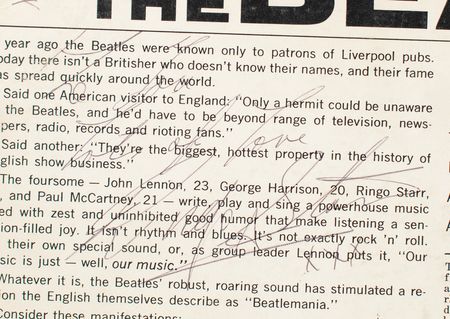 THE BEA
year ago the Beatles were known only to patrons of Liverpool pubs.
oday there isn't a Britisher who doesn't know their names, and their fame
as spread quickly around the world.
Said one American visitor to England: "Only a hermit could be unaware
the Beatles, and he'd have to be beyond range of television, news-
pers, radio, records and rioting fans."
love
Said another: "They're the biggest, hottest property in the history of
glish show business."
The foursome — John Lennon, 23, George Harrison, 20, Ringo Starr,
, and Paul McCartney, 21 — write, play and sing a powerhouse music
ed with zest and uninhibited good humor that make listening a sen-
ion-filled joy. It isn't rhythm and blues. It's not exactly rock 'n' roll.
their own special sound, or, as group leader Lennon puts it, "Our
sic is just — well, our music."
xxx
Whatever it is, the Beatles' robust, roaring sound has stimulated a re-
on the English themselves describe as "Beatlemania."
Consider these manifestations: